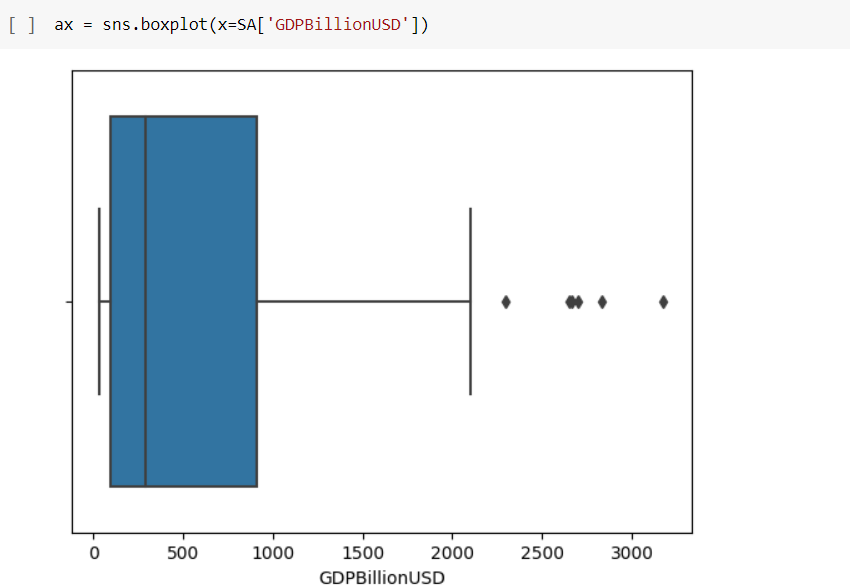 [ ] ax = sns.boxplot(x=SA['GDPBillionUSD'])
0 500 1000 1500 2000 2500 3000
GDPBillionUSD